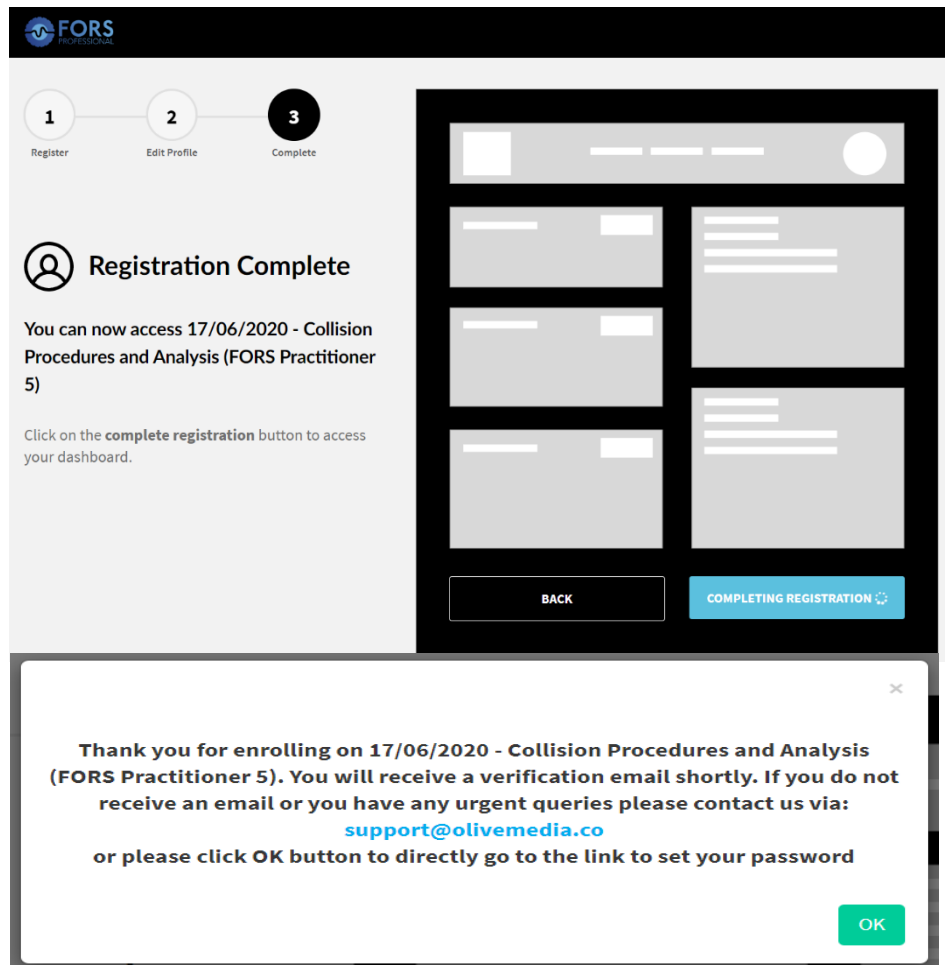 FORS
PROFESSIONAL
1
2
3
Register
Edit Profile
Complete
Registration Complete
You can now access 17/06/2020 - Collision
Procedures and Analysis (FORS Practitioner
5)
Click on the complete registration button to access
your dashboard.
BACK
COMPLETING REGISTRATION
×
Thank you for enrolling on 17/06/2020 - Collision Procedures and Analysis
(FORS Practitioner 5). You will receive a verification email shortly. If you do not
receive an email or you have any urgent queries please contact us via:
support@olivemedia.co
or please click OK button to directly go to the link to set your password
OK